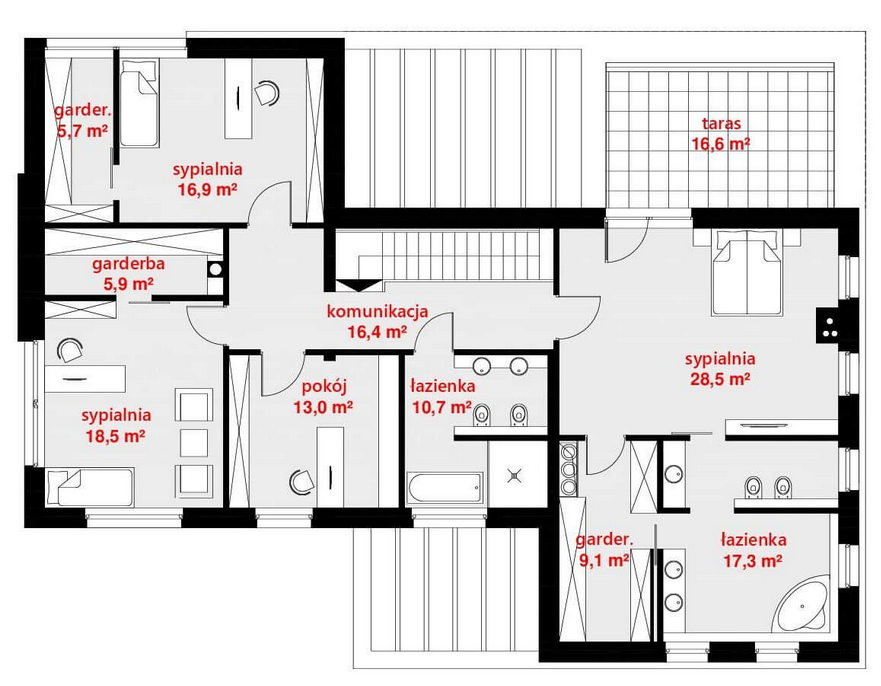 garder.
5,7 m²
sypialnia
16,9 m²
taras
16,6 m²
garderba
5,9 m²
komunikacja
16,4 m²
sypialnia
28,5 m²
sypialnia
18,5 m²
pokój
13,0 m²
łazienka
10,7 m²
garder.
9,1 m²
łazienka
17,3 m²